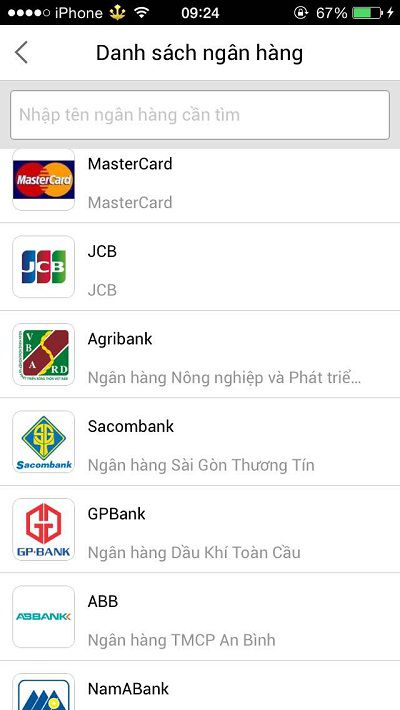 iPhone 09:24 67%
Danh sách ngân hàng
Nhập tên ngân hàng cần tìm
MasterCard
MasterCard
MasterCard
JCB
JCB
JCB
Agribank
VBARD
Ngân hàng Nông nghiệp và Phát triể...
Sacombank
Sacombank
Ngân hàng Sài Gòn Thương Tín
GPBank
GP·BANK
Ngân hàng Dầu Khí Toàn Cầu
ABB
ABBANK
Ngân hàng TMCP An Bình
NamABank